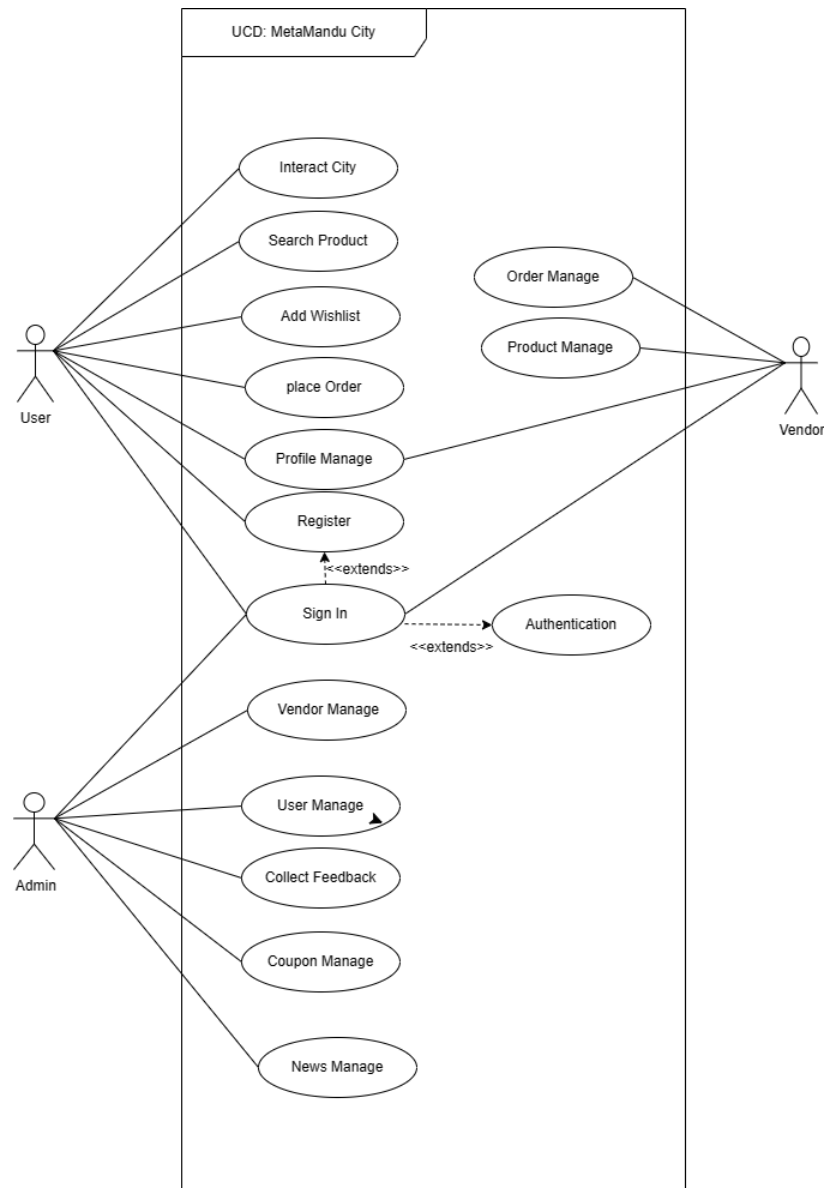 UCD: MetaMandu City
Interact City
Search Product
Order Manage
Add Wishlist
Product Manage
place Order
User
Vendor
Profile Manage
Register
<<extends>>
Sign In
Authentication
<<extends>>
Vendor Manage
User Manage
Collect Feedback
Admin
Coupon Manage
News Manage